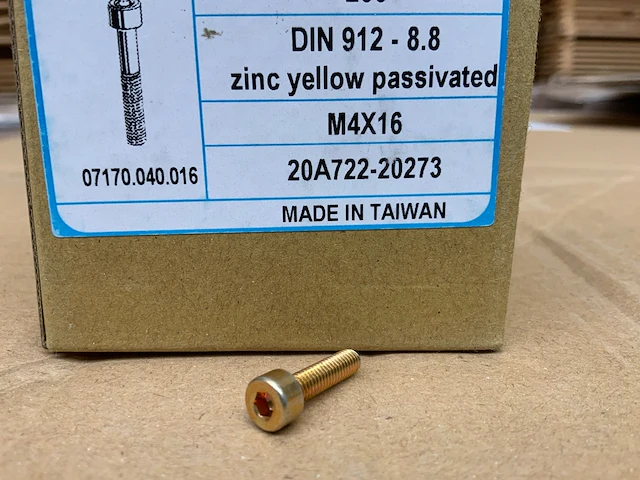 DIN 912 - 8.8
zinc yellow passivated
M4X16
07170.040.016
20A722-20273
MADE IN TAIWAN